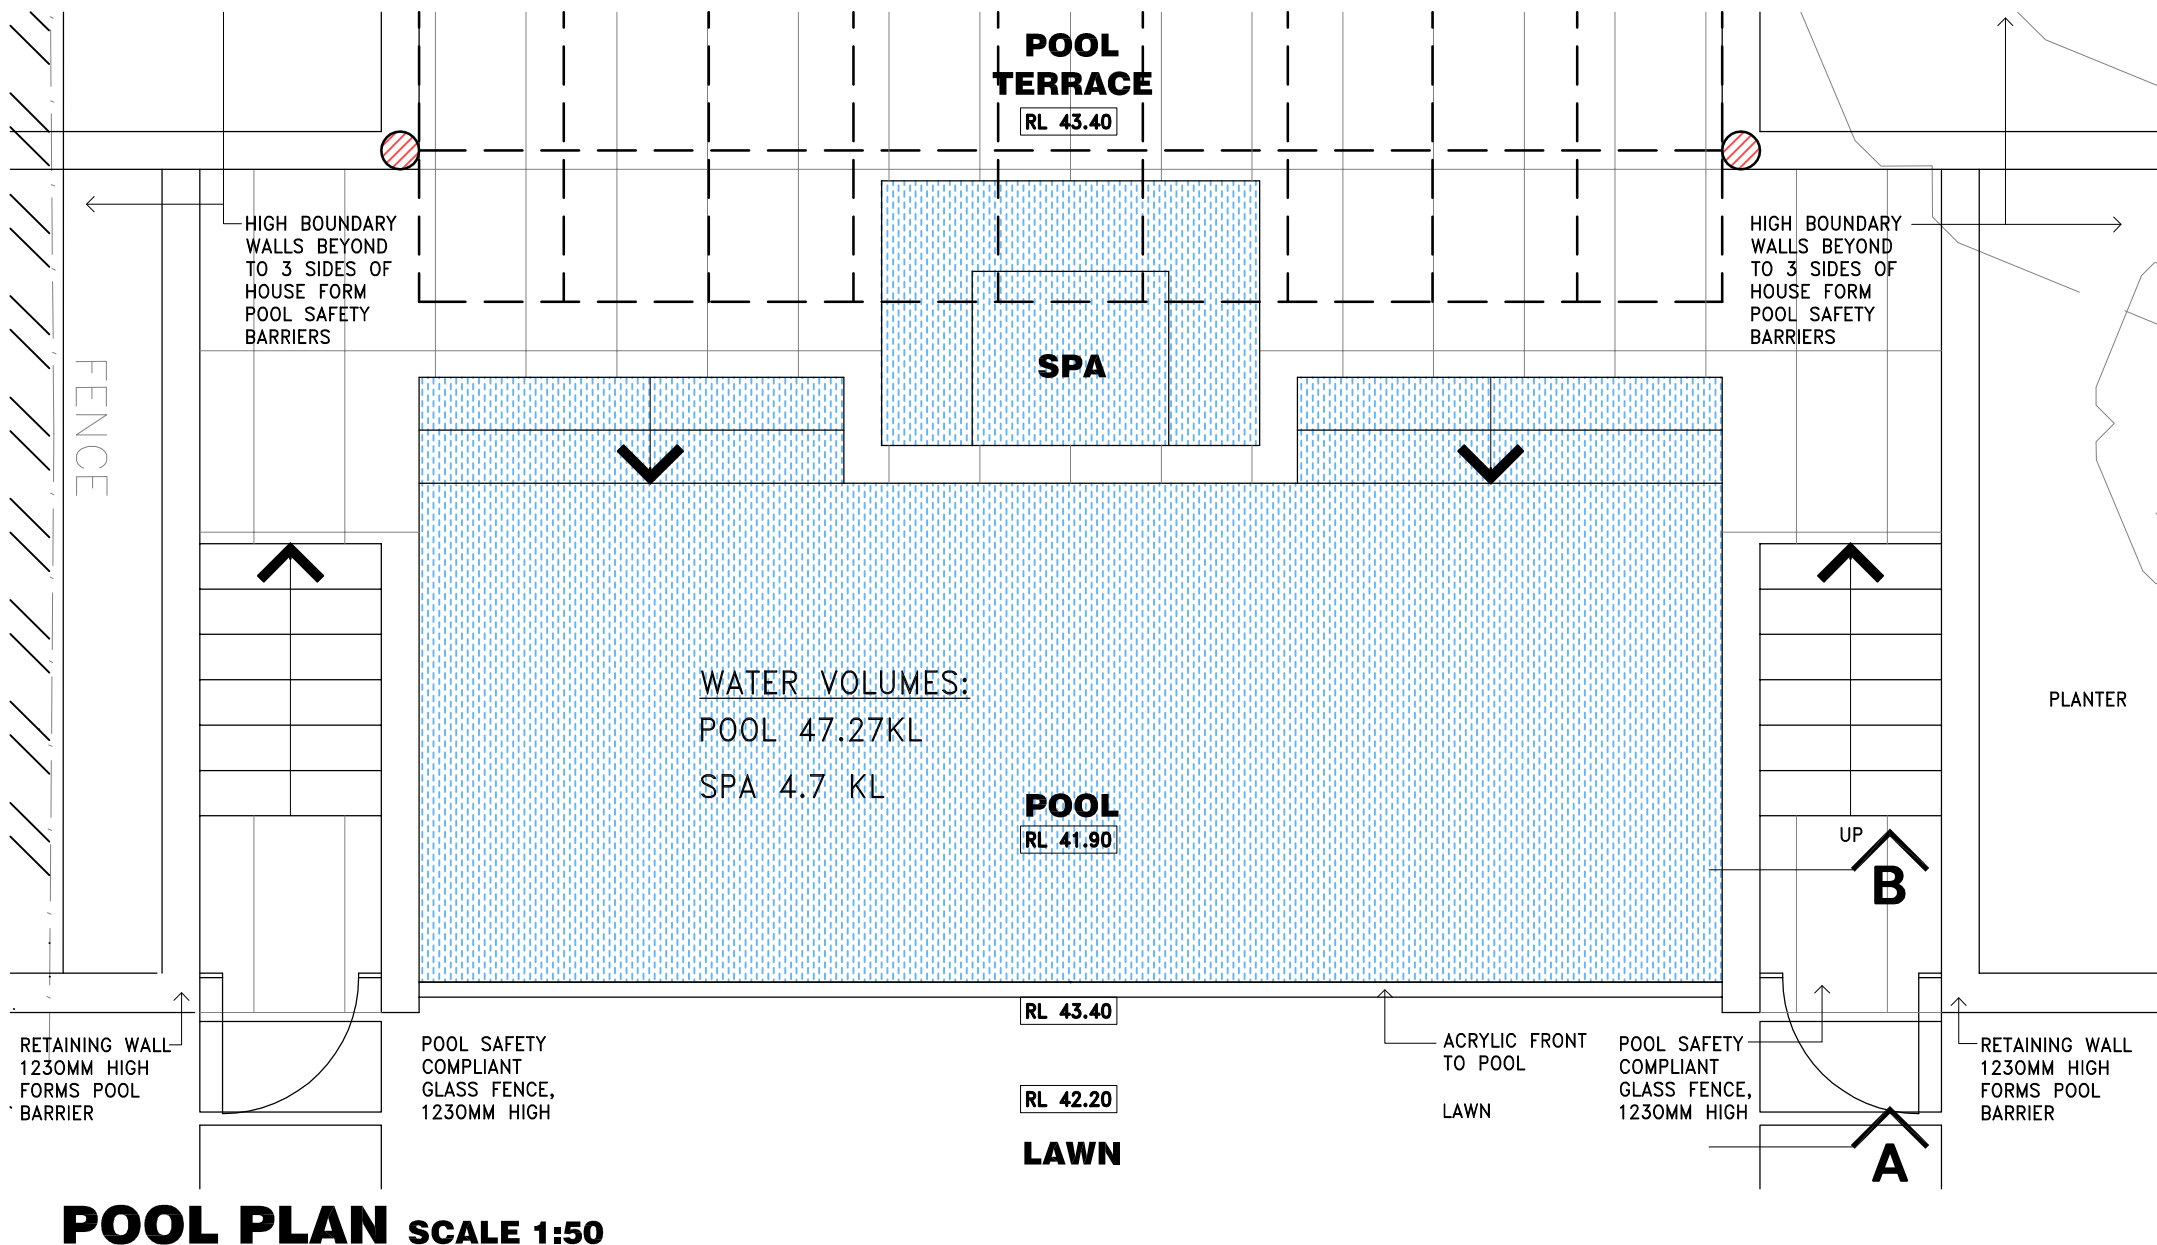 POOL
TERRACE
RL 43.40
HIGH BOUNDARY
WALLS BEYOND
TO 3 SIDES OF
HOUSE FORM
POOL SAFETY
BARRIERS
HIGH BOUNDARY
WALLS BEYOND
TO 3 SIDES OF
HOUSE FORM
POOL SAFETY
BARRIERS
FENCE
SPA
WATER VOLUMES:
POOL 47.27KL
SPA 4.7 KL
POOL
RL 41.90
PLANTER
UP
B
RL 43.40
RETAINING WALL
1230MM HIGH
FORMS POOL
BARRIER
POOL SAFETY
COMPLIANT
GLASS FENCE,
1230MM HIGH
RL 42.20
LAWN
ACRYLIC FRONT
TO POOL
LAWN
POOL SAFETY
COMPLIANT
GLASS FENCE,
1230MM HIGH
RETAINING WALL
1230MM HIGH
FORMS POOL
BARRIER
A
POOL PLAN SCALE 1:50